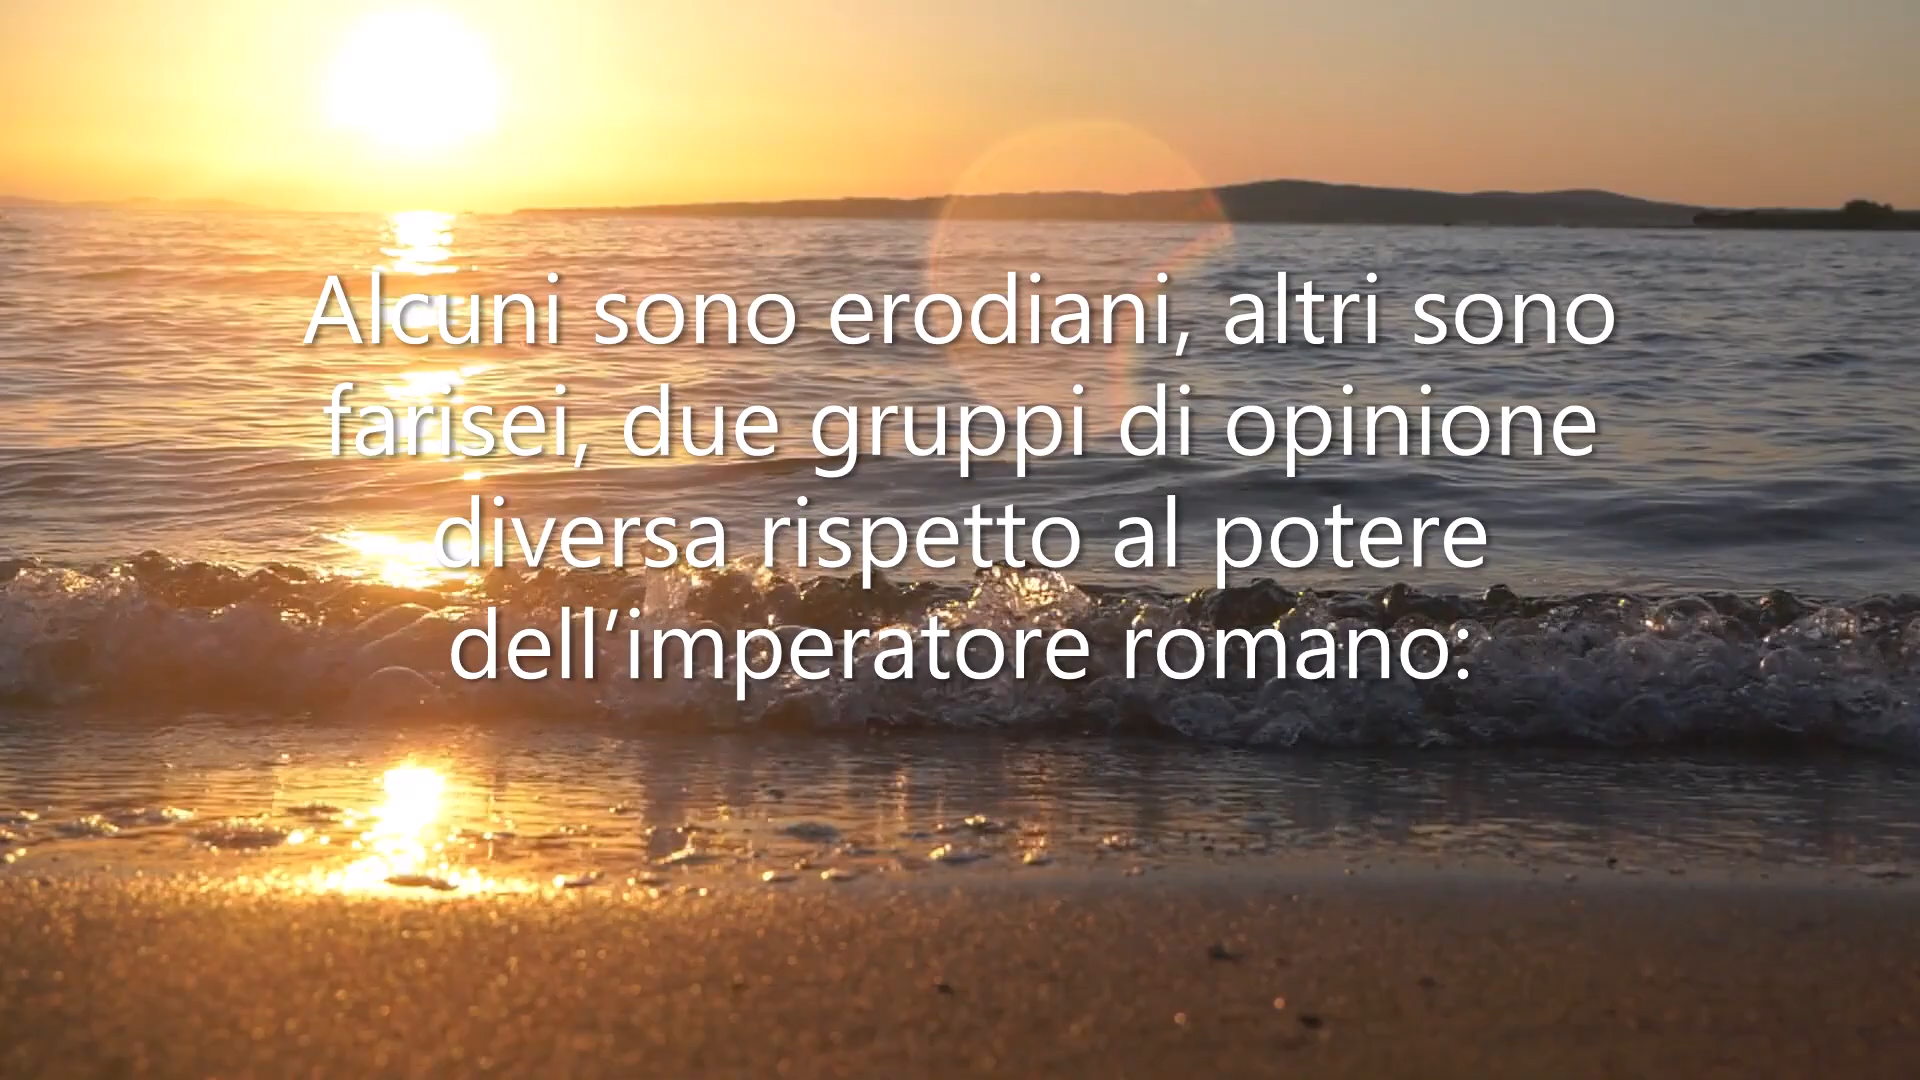 Alcuni sono erodiani, altri sono
farisei, due gruppi di opinione
diversa rispetto al potere
dell’imperatore romano: